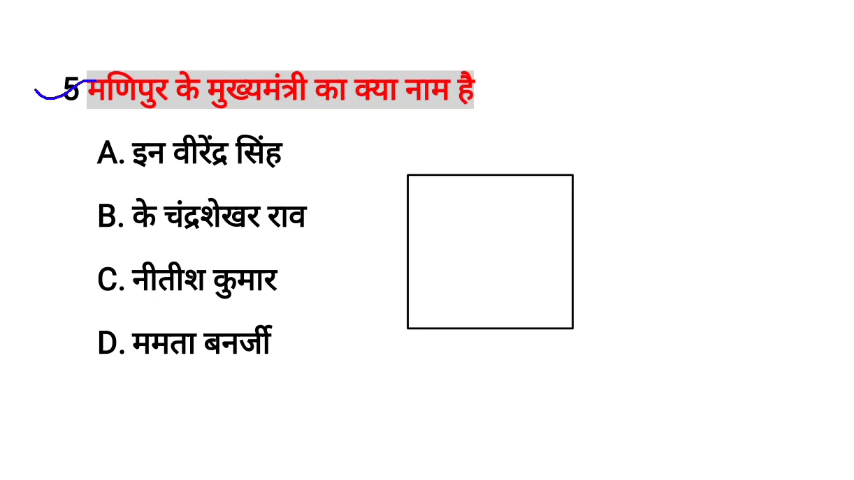 5 मणिपुर के मुख्यमंत्री का क्या नाम है
A. इन वीरेंद्र सिंह
B. के चंद्रशेखर राव
C. नीतीश कुमार
D. ममता बनर्जी